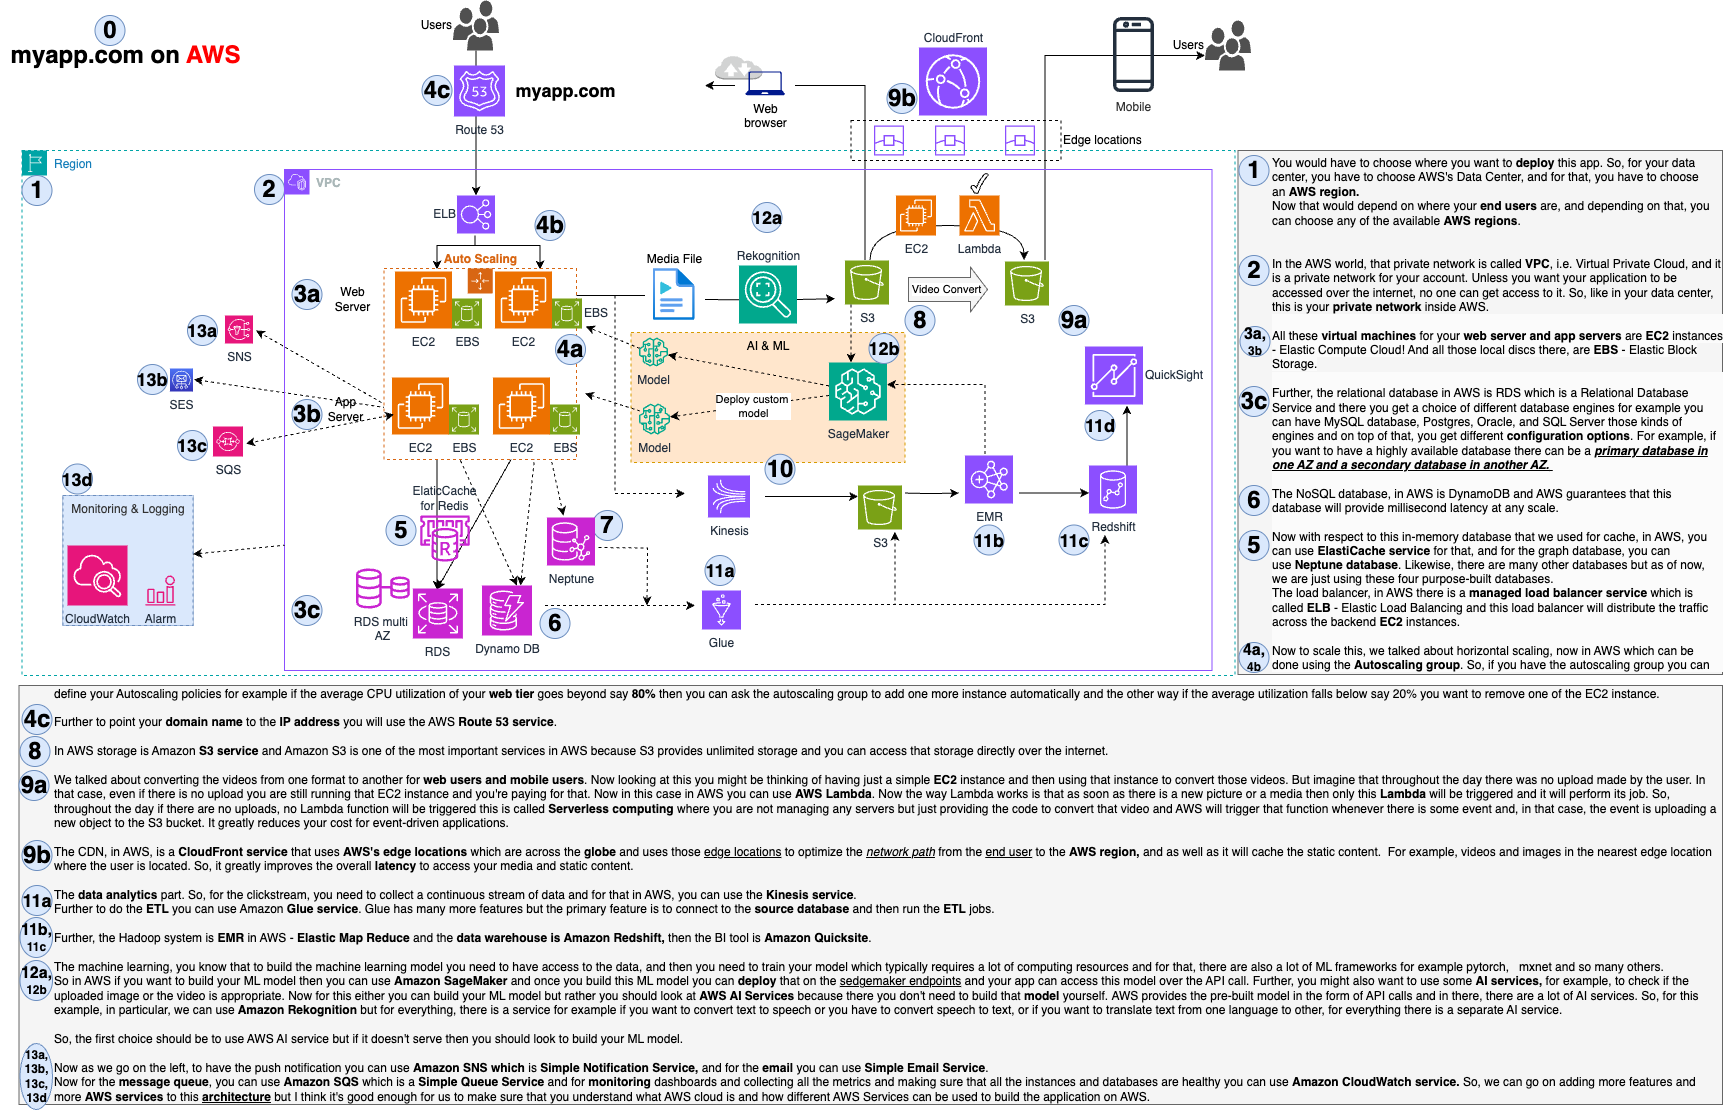 0
myapp.com on AWS
Users
4c
53
myapp.com
Route 53
Web
browser
CloudFront
9b
Edge locations
Mobile
Users
Region
1
2
VPC
ELB
4b
12a
EC2
Lambda
Auto Scaling
Media File
Rekognition
3a
Web
Server
EBS
EC2
EBS
EC2
S3
Video Convert
8
S3
9a
13a
SNS
4a
AI & ML
12b
Model
QuickSight
13b
SES
Deploy custom
model
3b
App
Server
Model
SageMaker
11d
EC2
EBS
EC2
EBS
13c
SQS
10
13d
Monitoring & Logging
ElaticCache
for Redis
5
R
7
Kinesis
S3
EMR
11b
Redshift
11c
Neptune
11a
CloudWatch
Alarm
3c
RDS multi
AZ
RDS
Dynamo DB
6
Glue
1
You would have to choose where you want to deploy this app. So, for your data
center, you have to choose AWS's Data Center, and for that, you have to choose
an AWS region.
Now that would depend on where your end users are, and depending on that, you
can choose any of the available AWS regions.
2
In the AWS world, that private network is called VPC, i.e. Virtual Private Cloud, and it
is a private network for your account. Unless you want your application to be
accessed over the internet, no one can get access to it. So, like in your data center,
this is your private network inside AWS.
3a,
3b
All these virtual machines for your web server and app servers are EC2 instances
- Elastic Compute Cloud! And all those local discs there, are EBS - Elastic Block
Storage.
3c
Further, the relational database in AWS is RDS which is a Relational Database
Service and there you get a choice of different database engines for example you
can have MySQL database, Postgres, Oracle, and SQL Server those kinds of
engines and on top of that, you get different configuration options. For example, if
you want to have a highly available database there can be a primary database in
one AZ and a secondary database in another AZ.
6
The NoSQL database, in AWS is DynamoDB and AWS guarantees that this
database will provide millisecond latency at any scale.
5
Now with respect to this in-memory database that we used for cache, in AWS, you
can use ElastiCache service for that, and for the graph database, you can
use Neptune database. Likewise, there are many other databases but as of now,
we are just using these four purpose-built databases.
The load balancer, in AWS there is a managed load balancer service which is
called ELB - Elastic Load Balancing and this load balancer will distribute the traffic
across the backend EC2 instances.
4a,
4b
Now to scale this, we talked about horizontal scaling, now in AWS which can be
done using the Autoscaling group. So, if you have the autoscaling group you can
define your Autoscaling policies for example if the average CPU utilization of your web tier goes beyond say 80% then you can ask the autoscaling group to add one more instance automatically and the other way if the average utilization falls below say 20% you want to remove one of the EC2 instance.
4c
Further to point your domain name to the IP address you will use the AWS Route 53 service.
8
In AWS storage is Amazon S3 service and Amazon S3 is one of the most important services in AWS because S3 provides unlimited storage and you can access that storage directly over the internet.
9a
We talked about converting the videos from one format to another for web users and mobile users. Now looking at this you might be thinking of having just a simple EC2 instance and then using that instance to convert those videos. But imagine that throughout the day there was no upload made by the user. In
that case, even if there is no upload you are still running that EC2 instance and you're paying for that. Now in this case in AWS you can use AWS Lambda. Now the way Lambda works is that as soon as there is a new picture or a media then only this Lambda will be triggered and it will perform its job. So,
throughout the day if there are no uploads, no Lambda function will be triggered this is called Serverless computing where you are not managing any servers but just providing the code to convert that video and AWS will trigger that function whenever there is some event and, in that case, the event is uploading a
new object to the S3 bucket. It greatly reduces your cost for event-driven applications.
9b
The CDN, in AWS, is a CloudFront service that uses AWS's edge locations which are across the globe and uses those edge locations to optimize the network path from the end user to the AWS region, and as well as it will cache the static content. For example, videos and images in the nearest edge location
where the user is located. So, it greatly improves the overall latency to access your media and static content.
11a
The data analytics part. So, for the clickstream, you need to collect a continuous stream of data and for that in AWS, you can use the Kinesis service.
Further to do the ETL you can use Amazon Glue service. Glue has many more features but the primary feature is to connect to the source database and then run the ETL jobs.
11b,
11c
Further, the Hadoop system is EMR in AWS - Elastic Map Reduce and the data warehouse is Amazon Redshift, then the BI tool is Amazon Quicksite.
12a,
12b
The machine learning, you know that to build the machine learning model you need to have access to the data, and then you need to train your model which typically requires a lot of computing resources and for that, there are also a lot of ML frameworks for example pytorch, mxnet and so many others.
So in AWS if you want to build your ML model then you can use Amazon SageMaker and once you build this ML model you can deploy that on the sedgemaker endpoints and your app can access this model over the API call. Further, you might also want to use some AI services, for example, to check if the
uploaded image or the video is appropriate. Now for this either you can build your ML model but rather you should look at AWS AI Services because there you don't need to build that model yourself. AWS provides the pre-built model in the form of API calls and in there, there are a lot of AI services. So, for this
example, in particular, we can use Amazon Rekognition but for everything, there is a service for example if you want to convert text to speech or you have to convert speech to text, or if you want to translate text from one language to other, for everything there is a separate AI service.
So, the first choice should be to use AWS AI service but if it doesn't serve then you should look to build your ML model.
13a,
13b,
13c,
13d
Now as we go on the left, to have the push notification you can use Amazon SNS which is Simple Notification Service, and for the email you can use Simple Email Service.
Now for the message queue, you can use Amazon SQS which is a Simple Queue Service and for monitoring dashboards and collecting all the metrics and making sure that all the instances and databases are healthy you can use Amazon CloudWatch service. So, we can go on adding more features and
more AWS services to this architecture but I think it's good enough for us to make sure that you understand what AWS cloud is and how different AWS Services can be used to build the application on AWS.